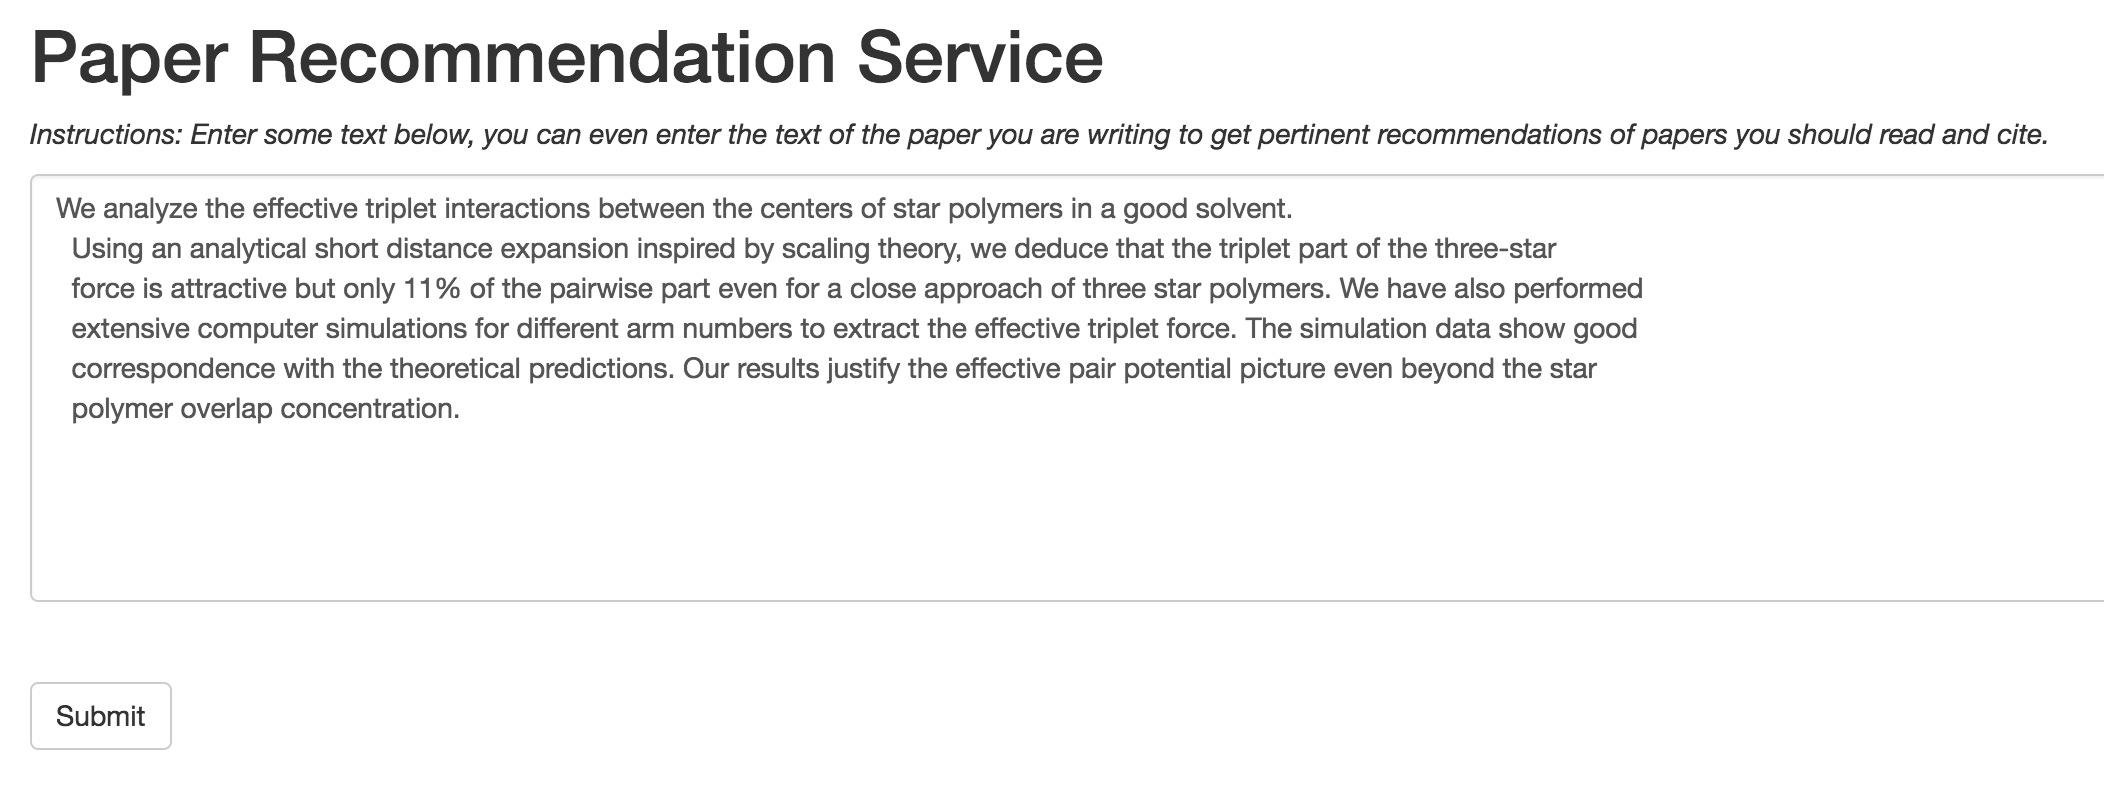 Paper Recommendation Service
Instructions: Enter some text below, you can even enter the text of the paper you are writing to get pertinent recommendations of papers you should read and cite.
We analyze the effective triplet interactions between the centers of star polymers in a good solvent.
Using an analytical short distance expansion inspired by scaling theory, we deduce that the triplet part of the three-star
force is attractive but only 11% of the pairwise part even for a close approach of three star polymers. We have also performed
extensive computer simulations for different arm numbers to extract the effective triplet force. The simulation data show good
correspondence with the theoretical predictions. Our results justify the effective pair potential picture even beyond the star
polymer overlap concentration.
Submit